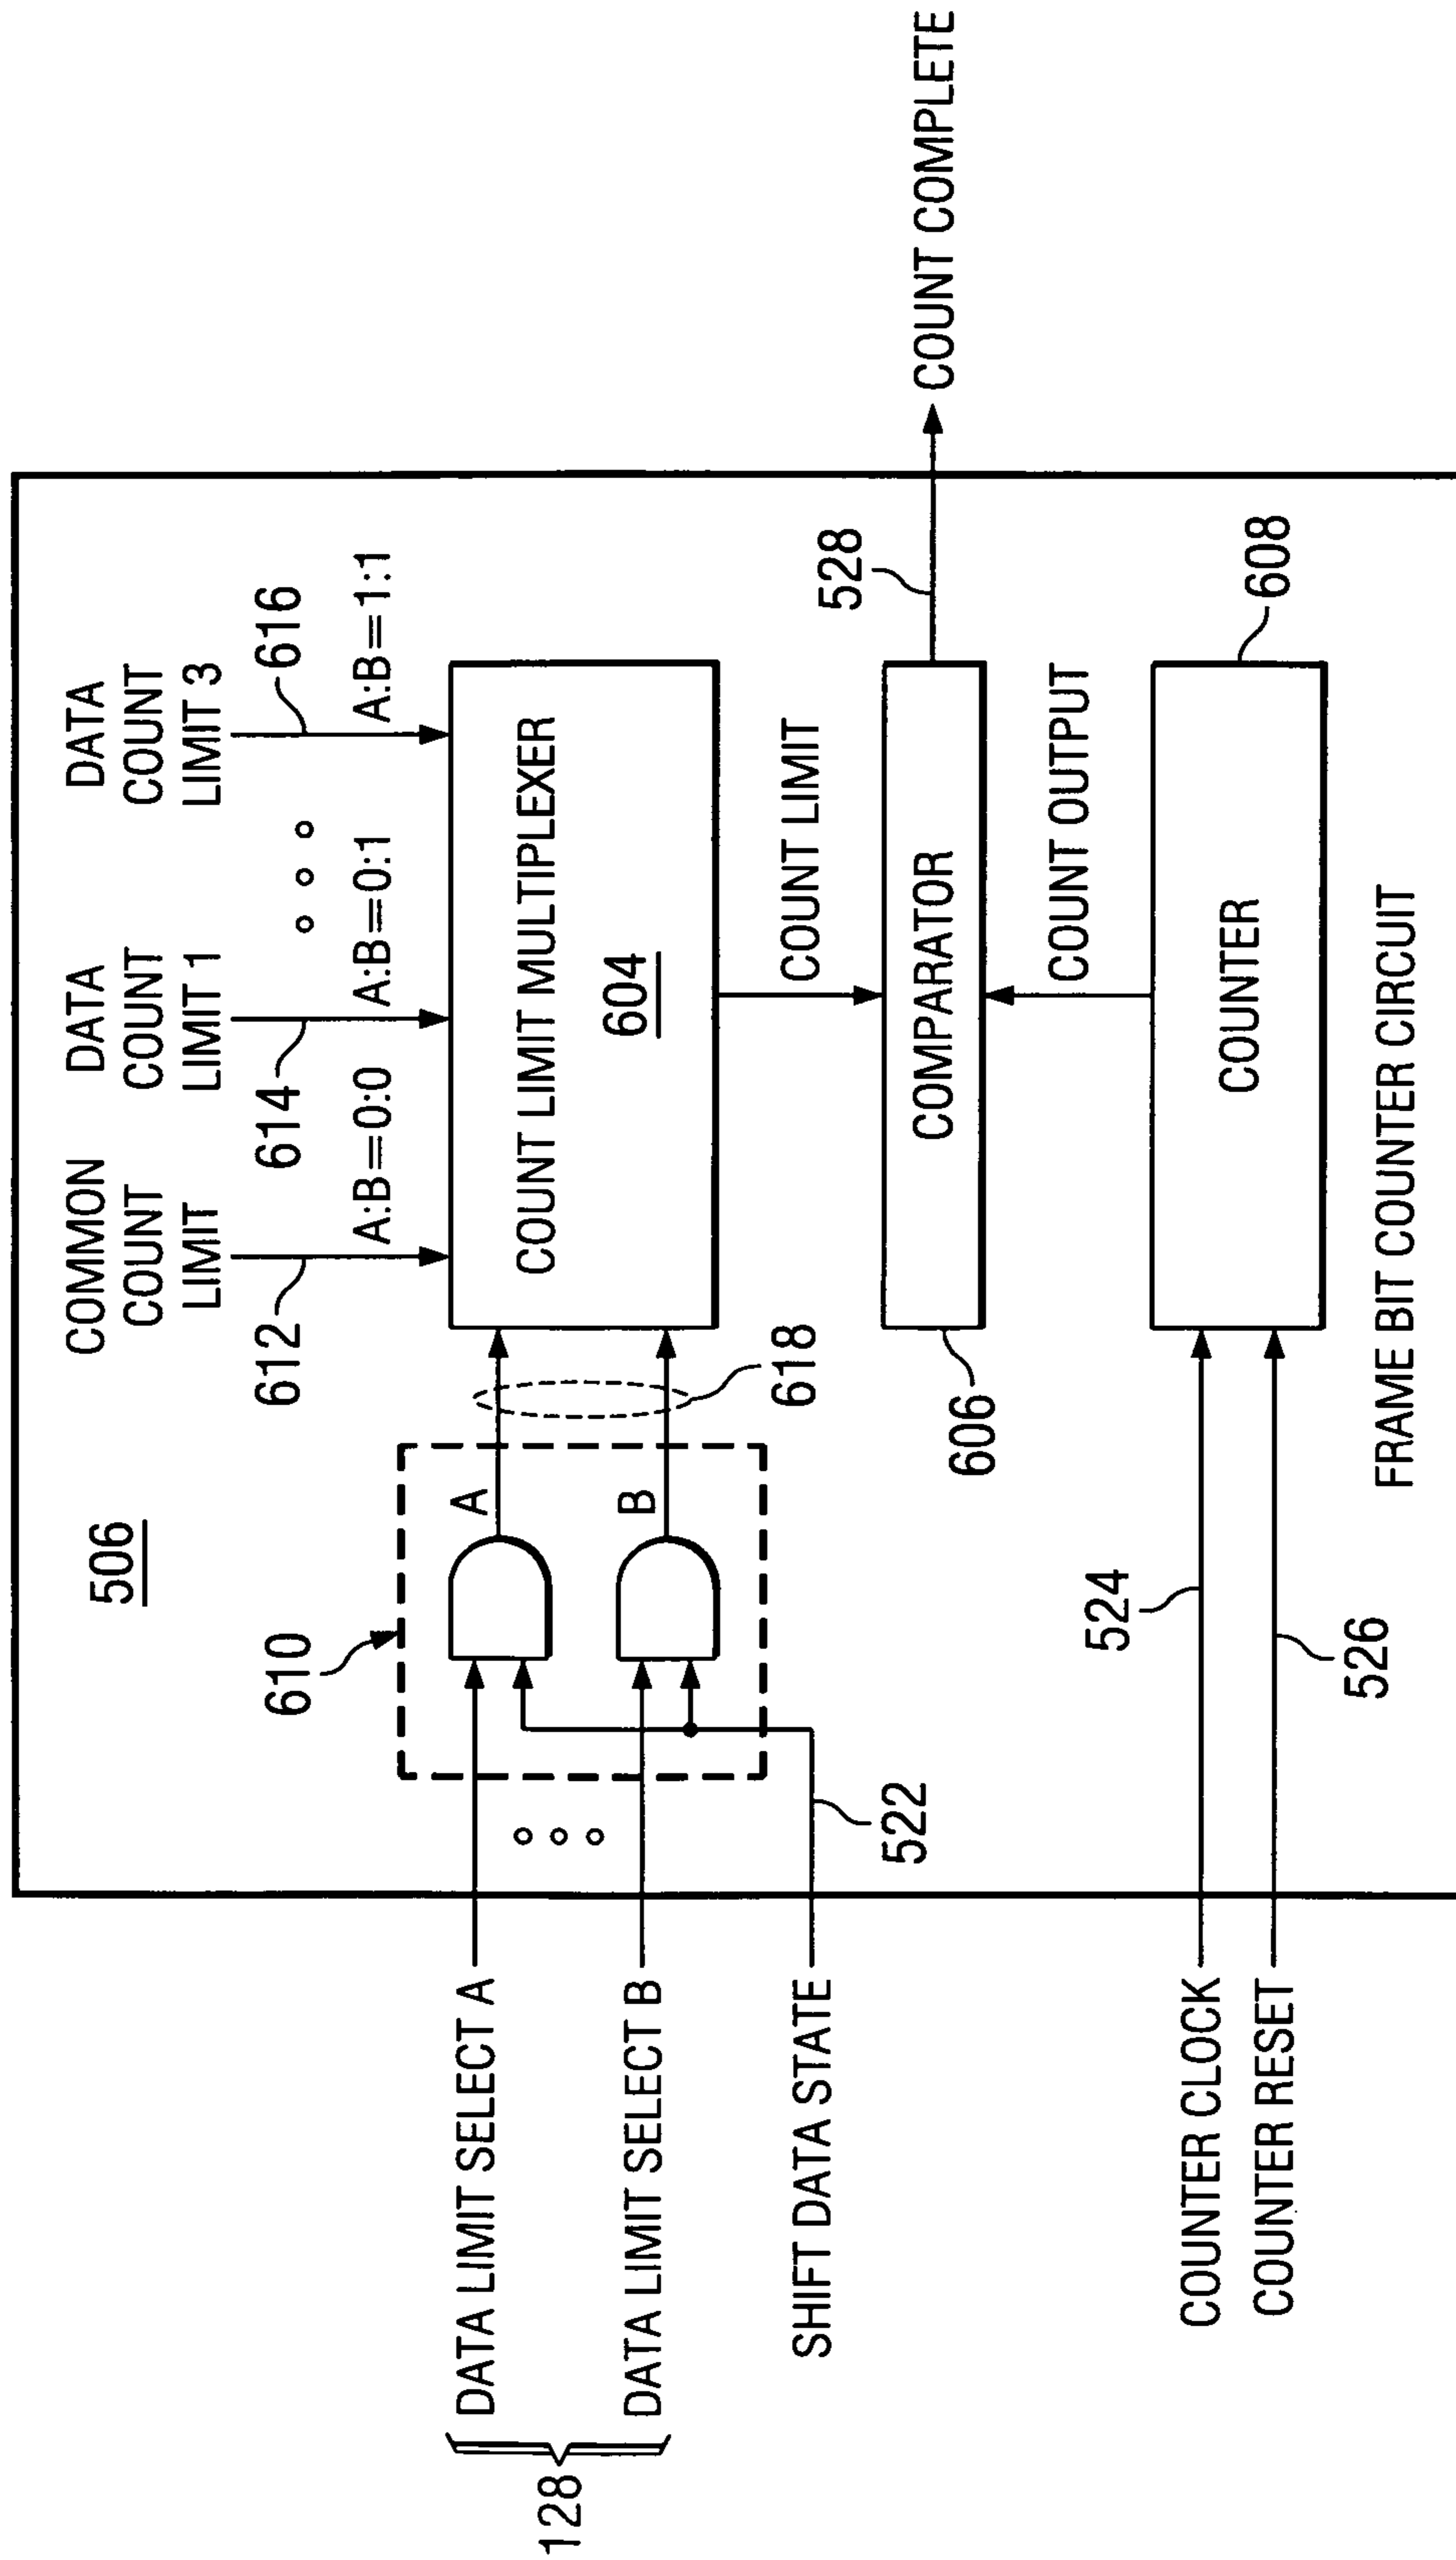 506
COMMON
COUNT
LIMIT
DATA
COUNT
LIMIT 1
DATA
COUNT
LIMIT 3
612
614
616
A:B=0:0
A:B=0:1
A:B=1:1
610
A
B
618
COUNT LIMIT MULTIPLEXER
604
128
DATA LIMIT SELECT A
DATA LIMIT SELECT B
SHIFT DATA STATE
522
COUNT LIMIT
528
COUNT COMPLETE
COMPARATOR
606
COUNT OUTPUT
COUNTER CLOCK
COUNTER RESET
524
526
COUNTER
608
FRAME BIT COUNTER CIRCUIT